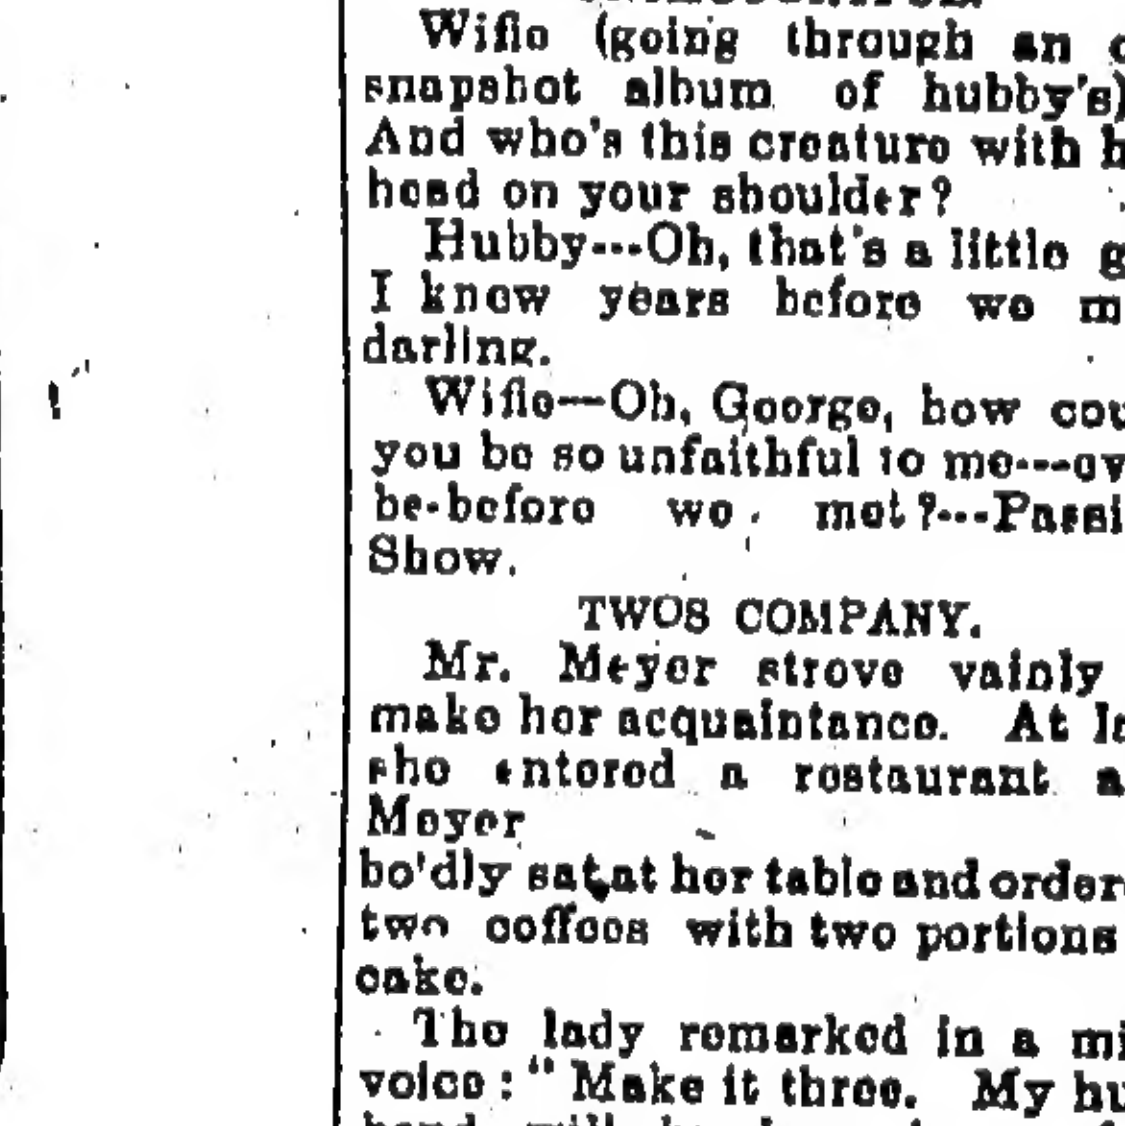 Wifie (going through an
snapshot album of hubby's)
And who's this creature with
head on your shoulder?
Hubby---Oh, that's a little
I knew years before we
darling.
Wifie—Oh, George, how
you be so unfaithful to me---
be-before we met?---Passi
Show.
TWOS COMPANY.
Mr. Meyer strove vainly
make her acquaintance. At
she entered a restaurant
Meyer
bo'dly sat at her table and order
two coffees with two portions
cake.
The lady remarked in a
voice: "Make it three. My hu